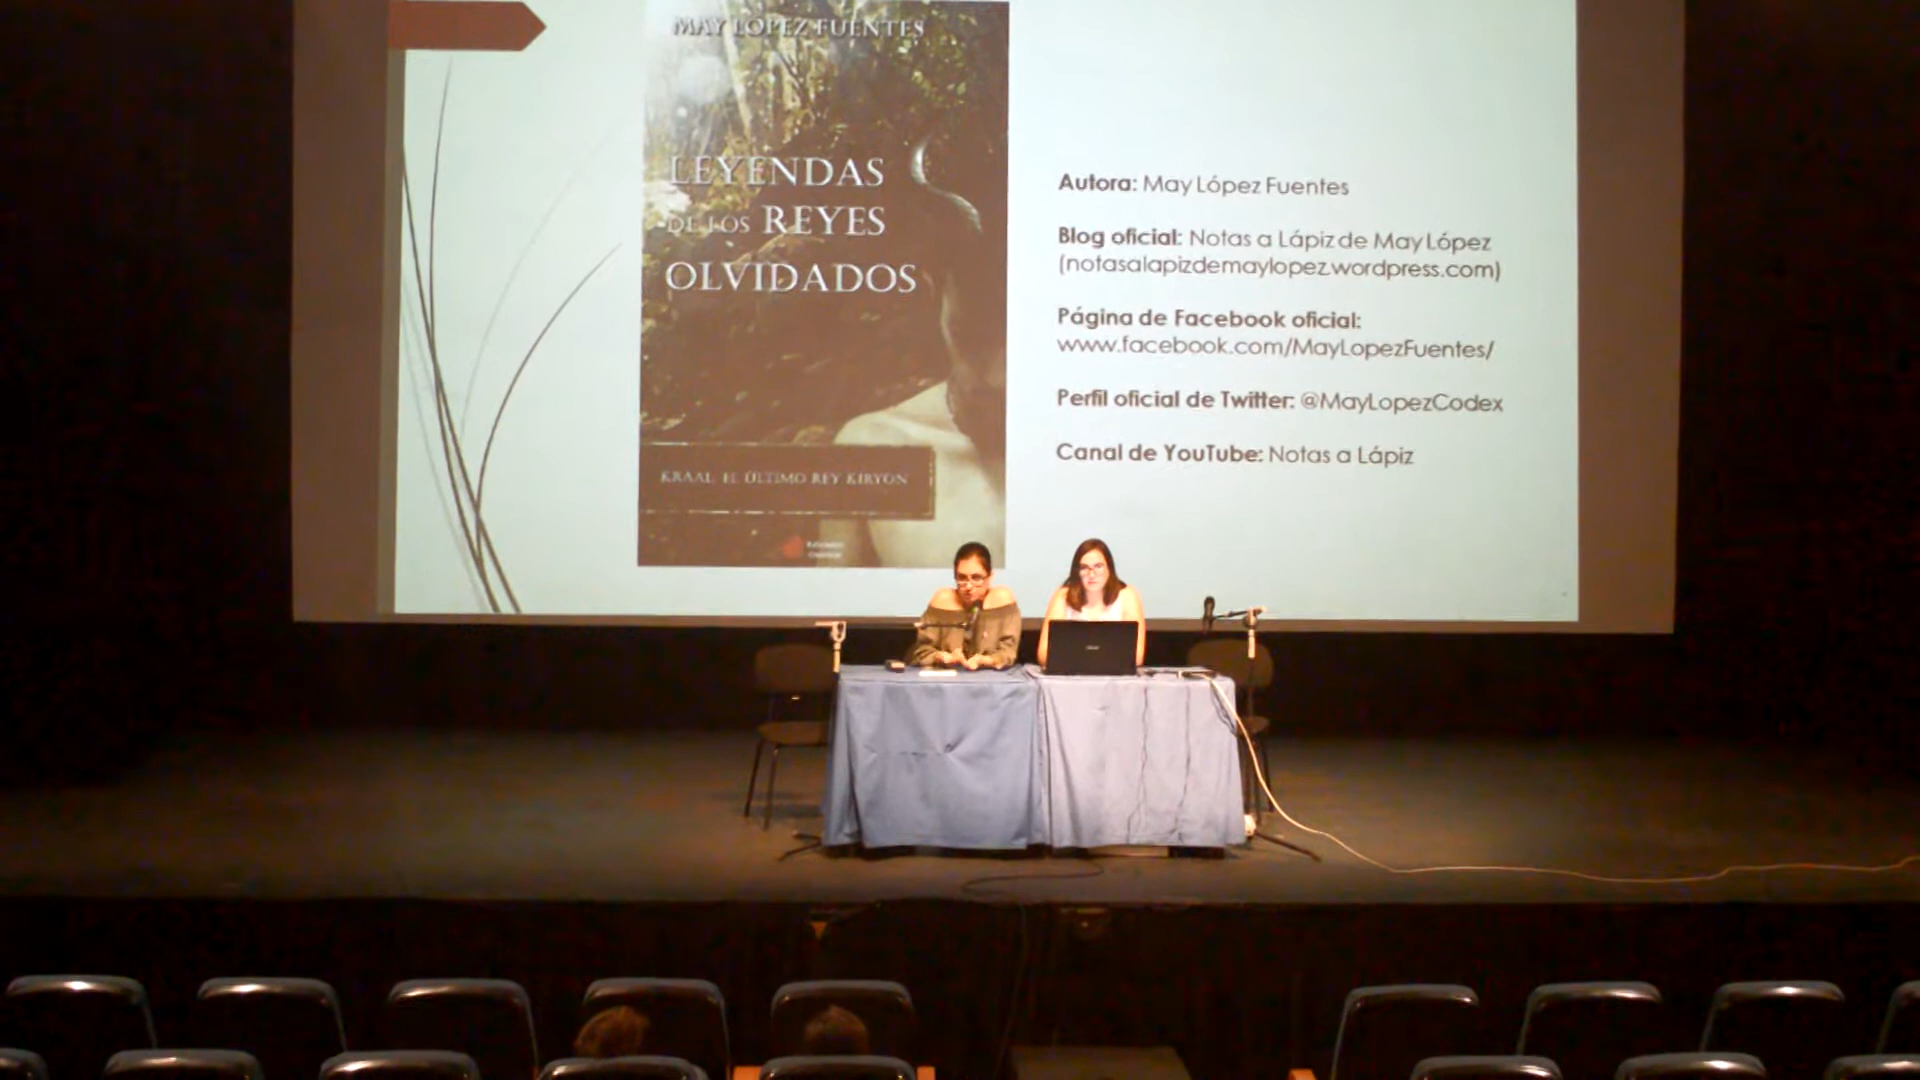 MAY LÓPEZ FUENTES
LEYENDAS
DE LOS REYES
OLVIDADOS
KRAAL: EL ÚLTIMO REY KIRYON
Autora: May López Fuentes
Blog oficial: Notas a Lápiz de May López
(notasalapizdemaylopez.wordpress.com)
Página de Facebook oficial:
www.facebook.com/MayLopezFuentes/
Perfil oficial de Twitter: @MayLopezCodex
Canal de YouTube: Notas a Lápiz